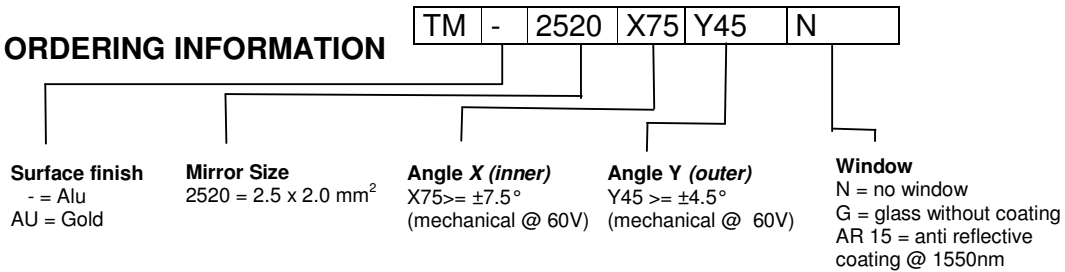 TM - 2520 X75 Y45 N
ORDERING INFORMATION
Surface finish
- = Alu
AU = Gold
Mirror Size
2520 = 2.5 x 2.0 mm²
Angle X (inner)
X75>= ±7.5°
(mechanical @ 60V)
Angle Y (outer)
Y45 >= ±4.5°
(mechanical @ 60V)
Window
N = no window
G = glass without coating
AR 15 = anti reflective
coating @ 1550nm